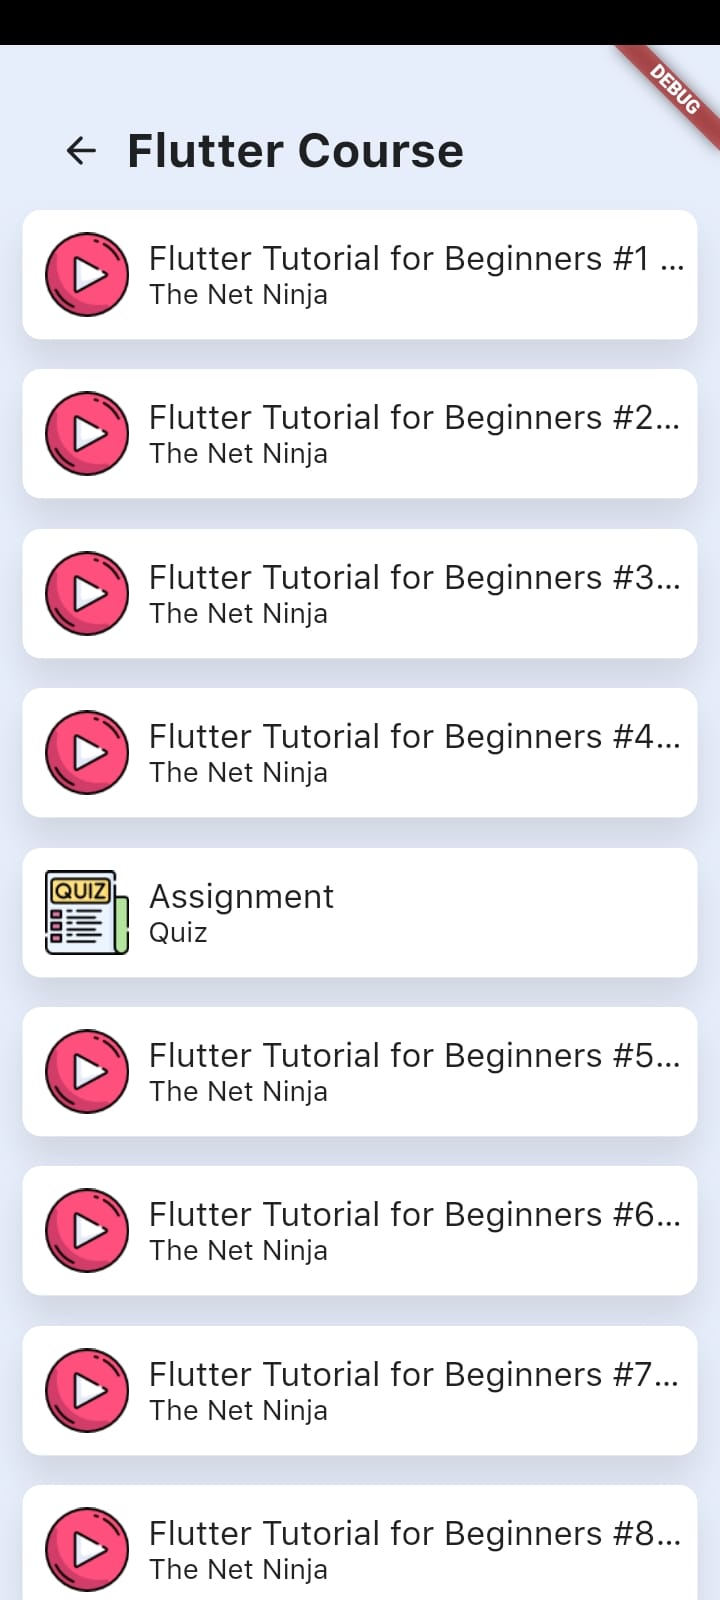 DEBUG
Flutter Course
Flutter Tutorial for Beginners #1 ...
The Net Ninja
Flutter Tutorial for Beginners #2...
The Net Ninja
Flutter Tutorial for Beginners #3...
The Net Ninja
Flutter Tutorial for Beginners #4...
The Net Ninja
QUIZ
Assignment
Quiz
Flutter Tutorial for Beginners #5...
The Net Ninja
Flutter Tutorial for Beginners #6...
The Net Ninja
Flutter Tutorial for Beginners #7...
The Net Ninja
Flutter Tutorial for Beginners #8...
The Net Ninja